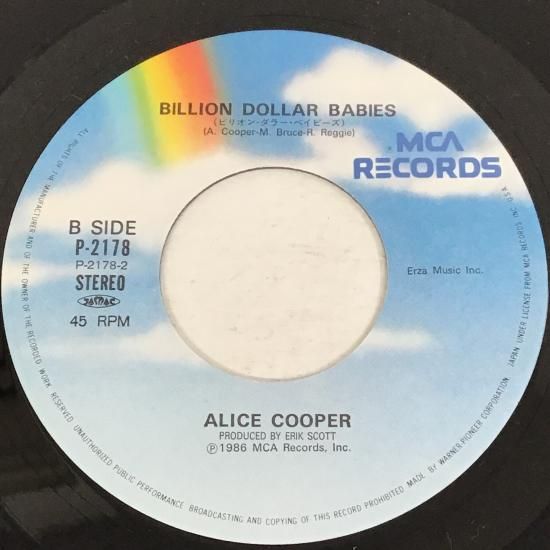 BILLION DOLLAR BABIES
(ビリオン・ダラー・ベイビーズ)
(A. Cooper-M. Bruce-R. Reggie)
MCA
RECORDS
B SIDE
P-2178
P-2178-2
STEREO
JASRAC
45 RPM
Erza Music Inc.
ALICE COOPER
PRODUCED BY ERIK SCOTT
Ⓟ1986 MCA Records, Inc.
ALL RIGHTS OF THE MANUFACTURER AND OF THE OWNER OF THE RECORDED WORK RESERVED UNAUTHORIZED PUBLIC PERFORMANCE BROADCASTING AND COPYING OF THIS RECORD PROHIBITED. MADE BY WARNER-PIONEER CORPORATION, JAPAN UNDER LICENSE FROM MCA RECORDS INC. U.S.A.